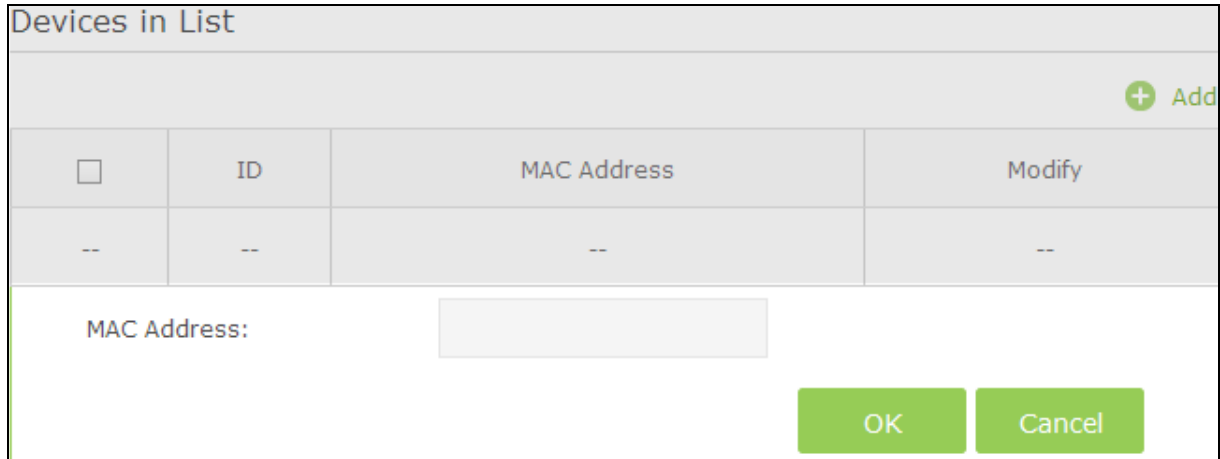 Devices in List
Add
ID MAC Address Modify
-- -- -- --
MAC Address:
OK Cancel